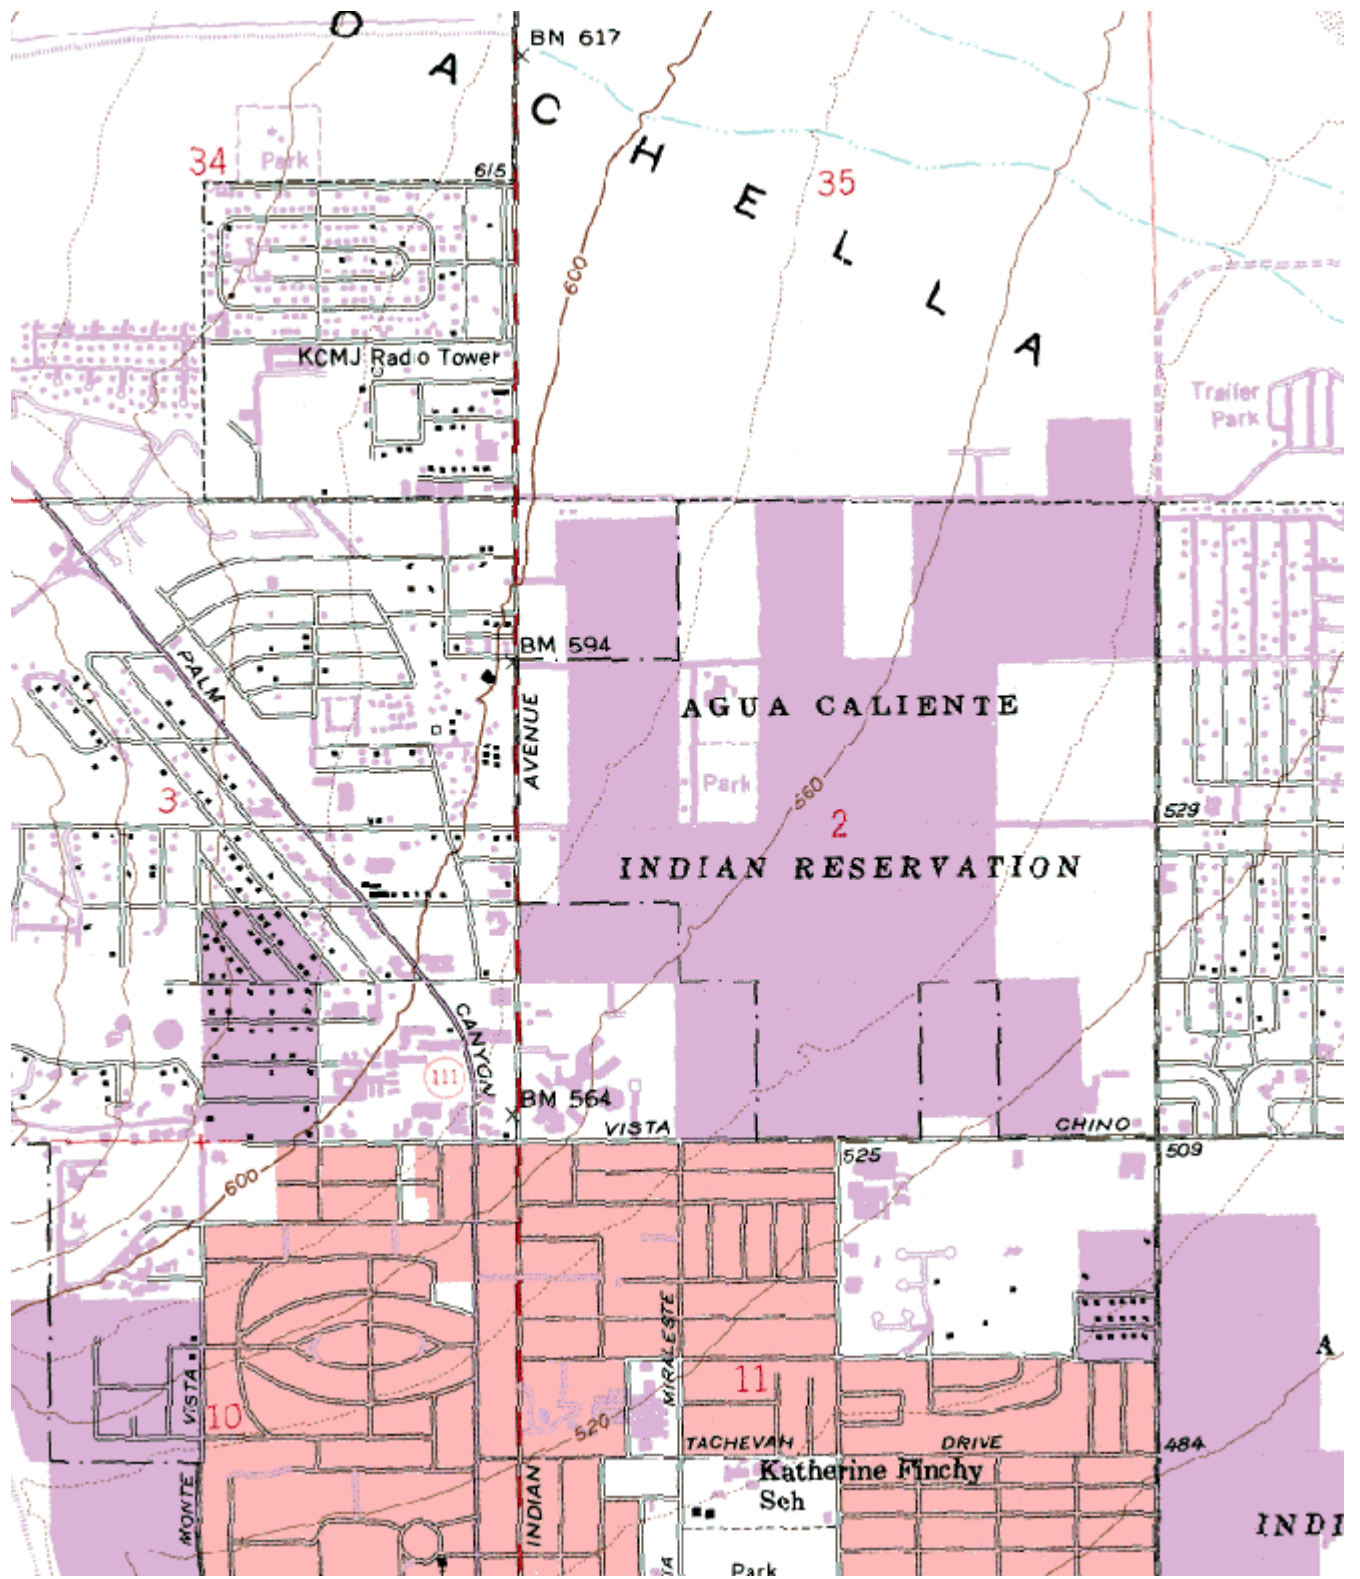 O
A
C
H
E
L
L
A
BM 617
34
Park
615
35
600
KCMJ Radio Tower
Trailer
Park
BM 594
PALM
AVENUE
AGUA CALIENTE
Park
3
560
2
529
INDIAN RESERVATION
CANYON
111
BM 564
VISTA
CHINO
525
509
600
MIRALESTE
A
VISTA
11
10
520
TACHEVAH
DRIVE
484
Katherine Finchy
Sch
MONTE
INDIAN
INDI
IA
Park